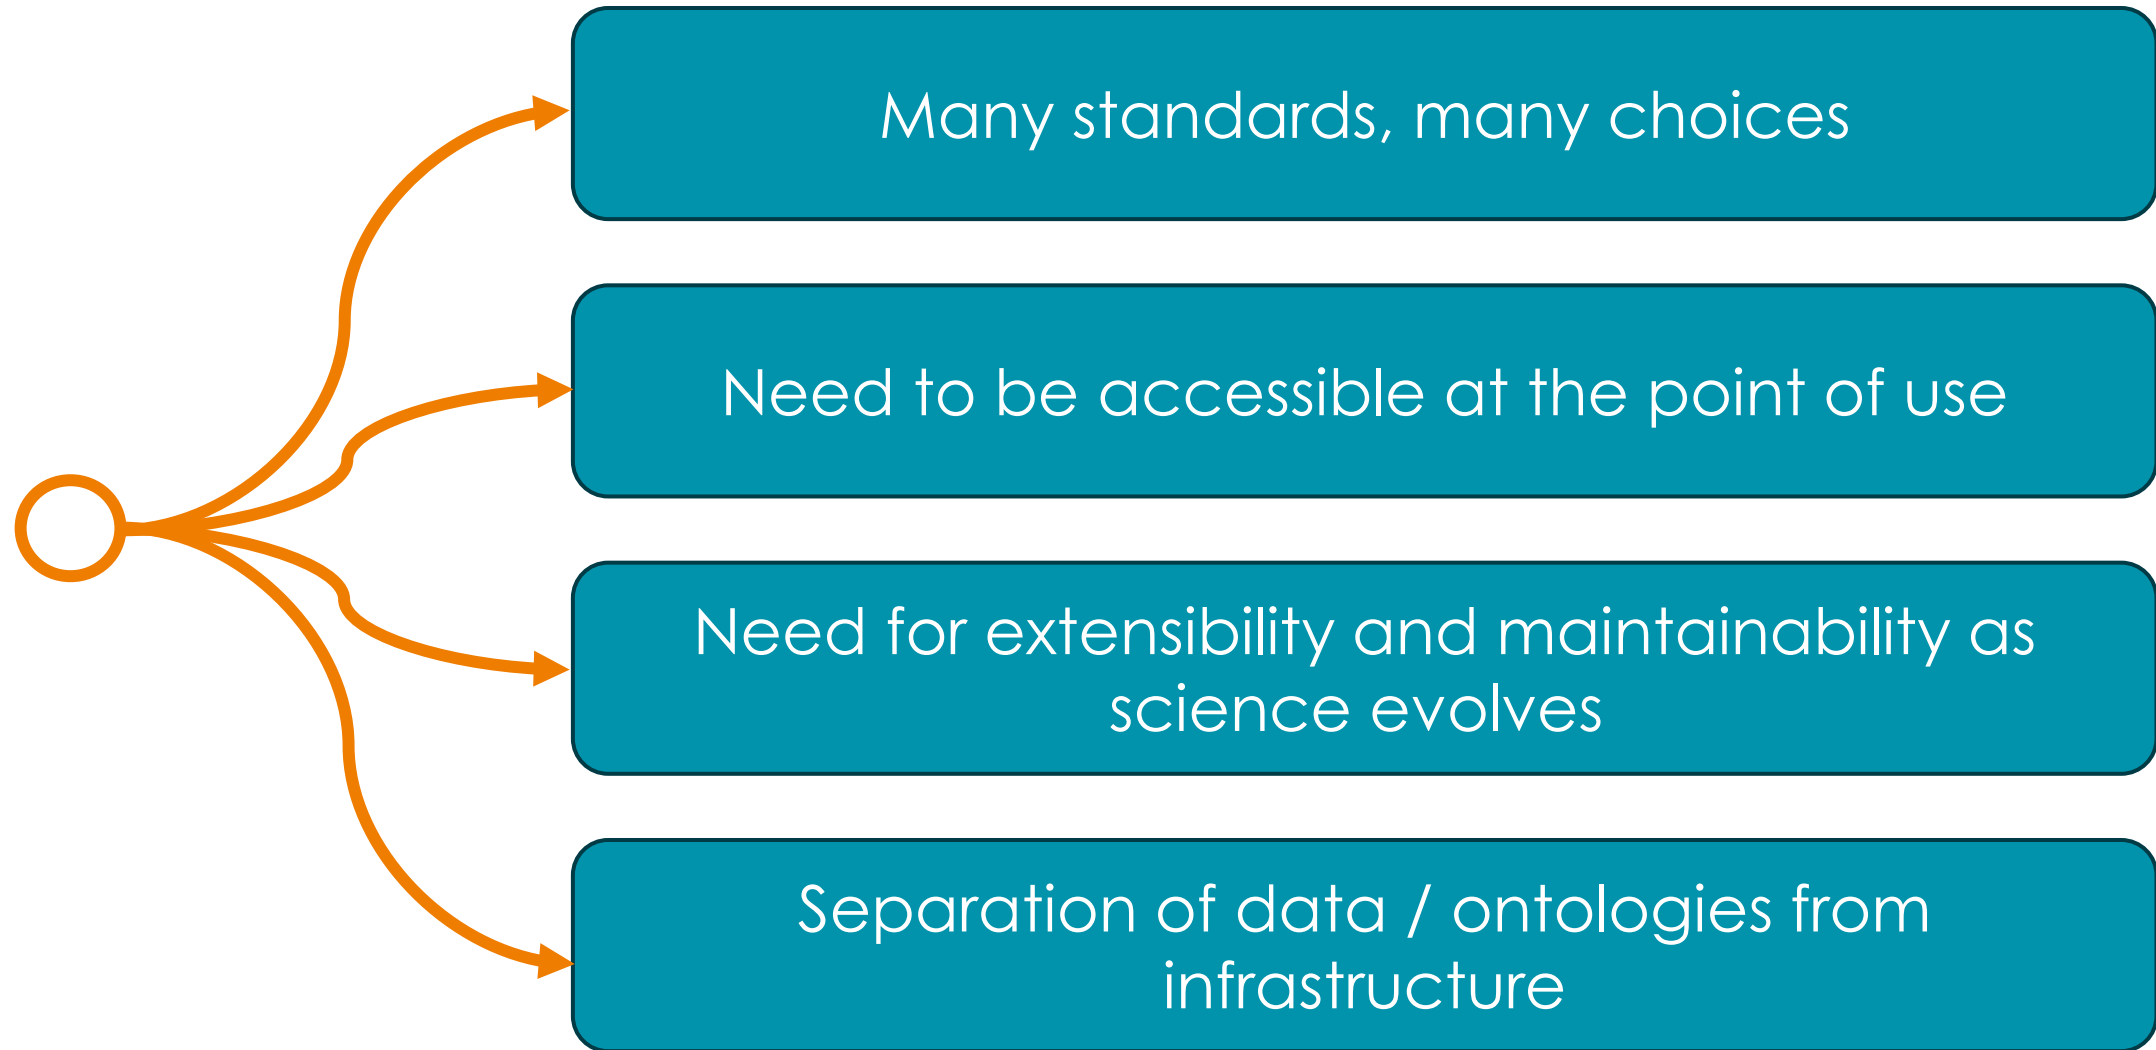 Many standards, many choices
Need to be accessible at the point of use
Need for extensibility and maintainability as
science evolves
Separation of data / ontologies from
infrastructure